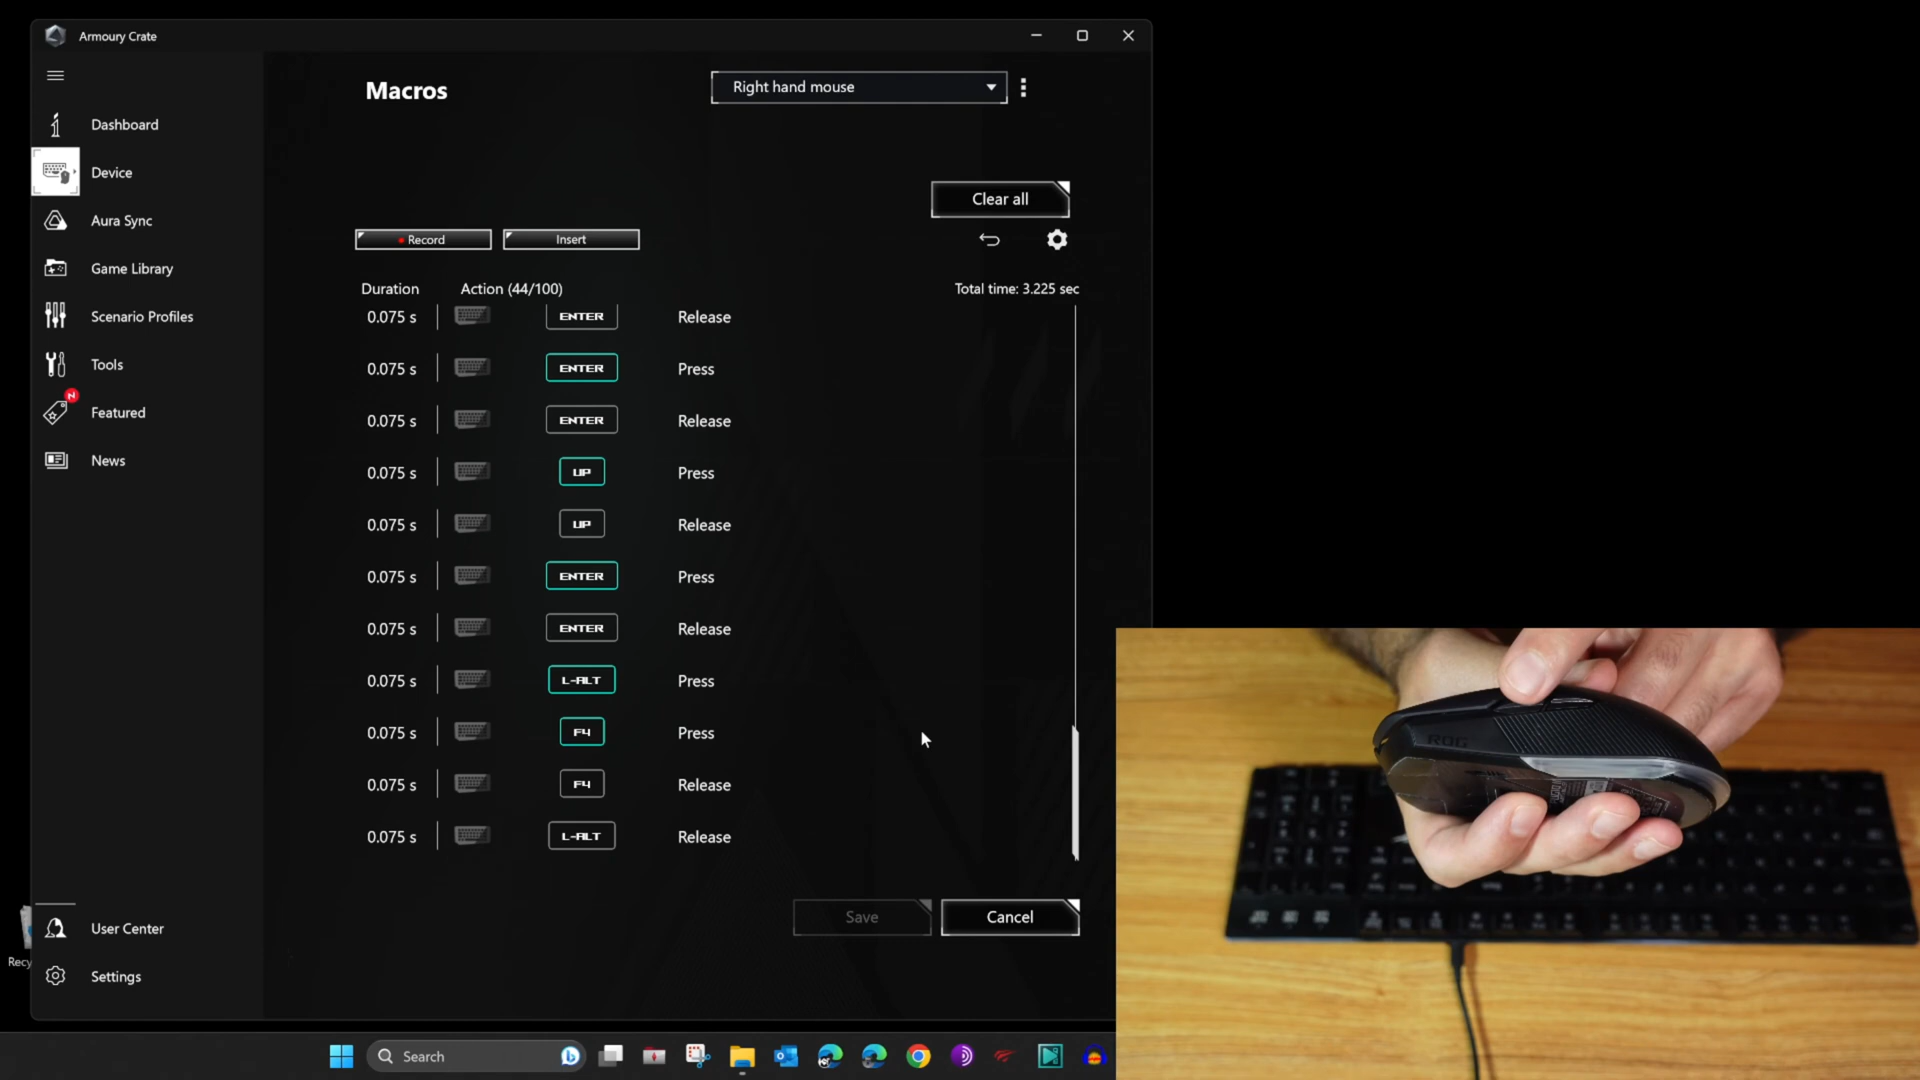 Armoury Crate
Macros
Right hand mouse
Dashboard
Device
Aura Sync
Game Library
Scenario Profiles
Tools
N
Featured
News
User Center
Settings
Clear all
Record
Insert
Duration
Action (44/100)
Total time: 3.225 sec
0.075 s ENTER Release
0.075 s ENTER Press
0.075 s ENTER Release
0.075 s UP Press
0.075 s UP Release
0.075 s ENTER Press
0.075 s ENTER Release
0.075 s L-ALT Press
0.075 s F4 Press
0.075 s F4 Release
0.075 s L-ALT Release
Save
Cancel
Recy
Search
ROG